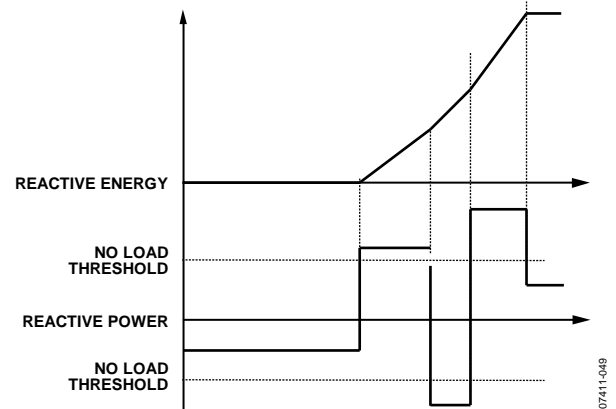 REACTIVE ENERGY
NO LOAD
THRESHOLD
REACTIVE POWER
NO LOAD
THRESHOLD
07411-049